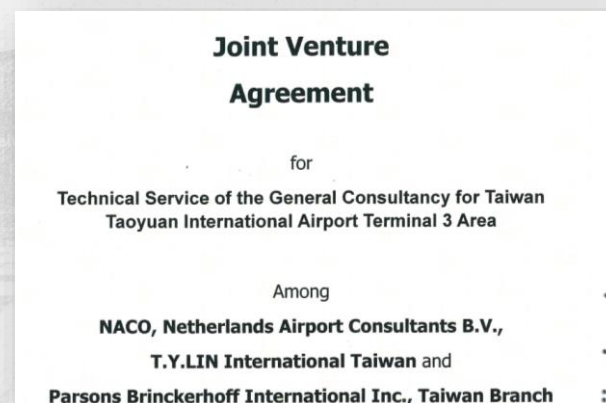 Joint Venture
Agreement
for
Technical Service of the General Consultancy for Taiwan
Taoyuan International Airport Terminal 3 Area
Among
NACO, Netherlands Airport Consultants B.V.,
T.Y.LIN International Taiwan and
Parsons Brinckerhoff International Inc., Taiwan Branch